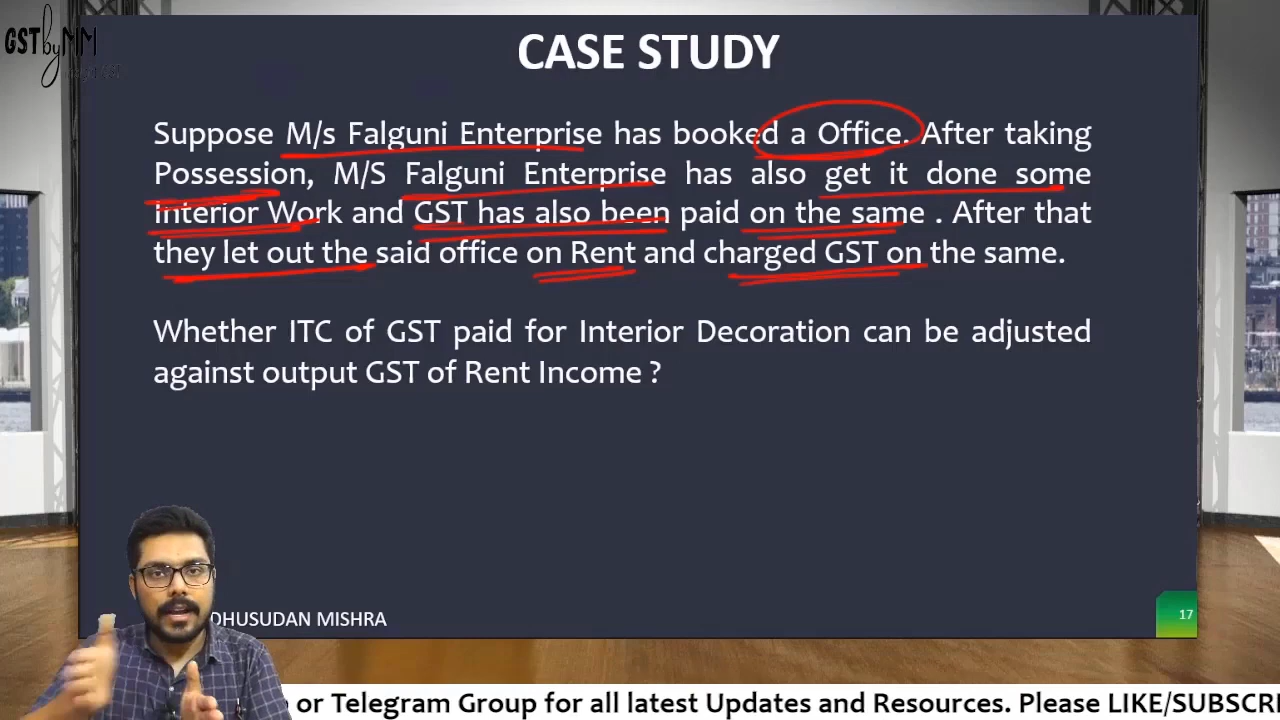 GST by MM
CASE STUDY
Suppose M/s Falguni Enterprise has booked a Office. After taking
Possession, M/S Falguni Enterprise has also get it done some
Interior Work and GST has also been paid on the same . After that
they let out the said office on Rent and charged GST on the same.
Whether ITC of GST paid for Interior Decoration can be adjusted
against output GST of Rent Income ?
DHUSUDAN MISHRA
17
or Telegram Group for all latest Updates and Resources. Please LIKE/SUBSCRI